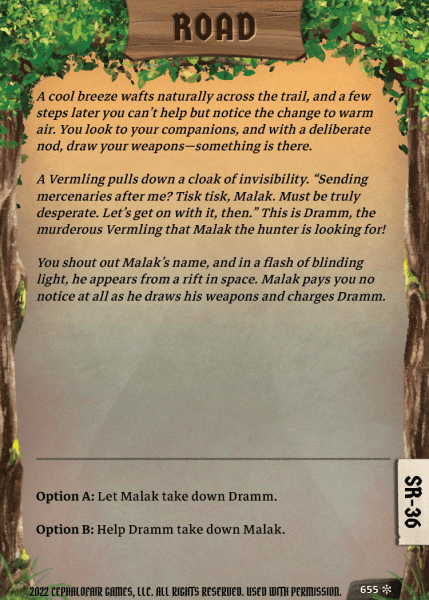 ROAD
A cool breeze wafts naturally across the trail, and a few
steps later you can't help but notice the change to warm
air. You look to your companions, and with a deliberate
nod, draw your weapons—something is there.
A Vermling pulls down a cloak of invisibility. “Sending
mercenaries after me? Tisk tisk, Malak. Must be truly
desperate. Let's get on with it, then.” This is Dramm, the
murderous Vermling that Malak the hunter is looking for!
You shout out Malak's name, and in a flash of blinding
light, he appears from a rift in space. Malak pays you no
notice at all as he draws his weapons and charges Dramm.
Option A: Let Malak take down Dramm.
Option B: Help Dramm take down Malak.
SR-36
2022 CEPHALOFAIR GAMES, LLC. ALL RIGHTS RESERVED. USED WITH PERMISSION.
655